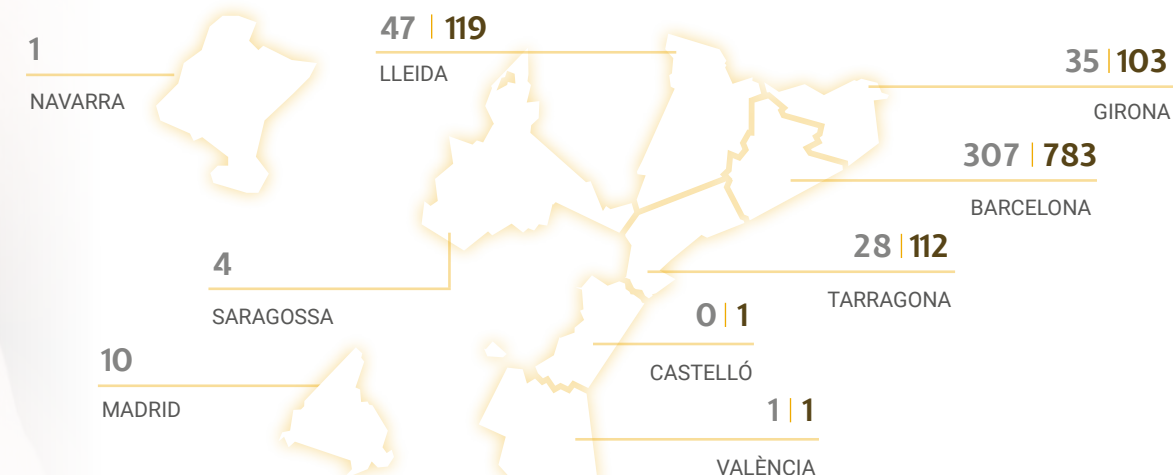 1
NAVARRA
47 | 119
LLEIDA
35 | 103
GIRONA
307 | 783
BARCELONA
28 | 112
TARRAGONA
4
SARAGOSSA
0 | 1
CASTELLÓ
10
MADRID
1 | 1
VALÈNCIA